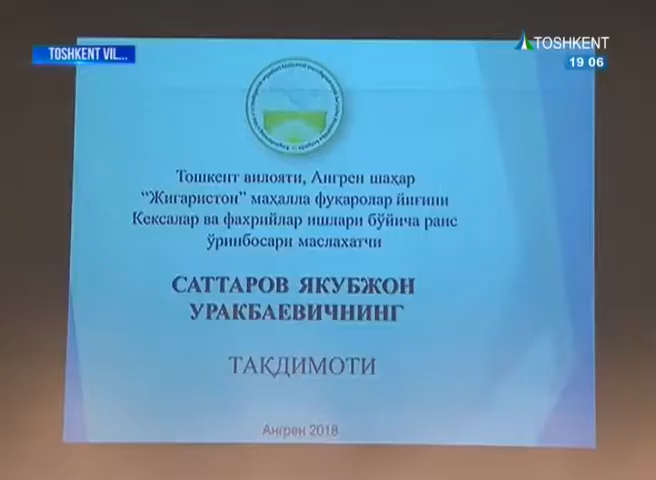 TOSHKENT VIL...
TOSHKENT
19 06
Тошкент вилояти, Ангрен шаҳар
“Жигаристон” маҳалла фуқаролар йиғини
Кексалар ва фахрийлар ишлари бўйича раис
ўринбосари маслаҳатчи
САТТАРОВ ЯКУБЖОН
УРАКБАЕВИЧНИНГ
ТАҚДИМОТИ
Ангрен 2018